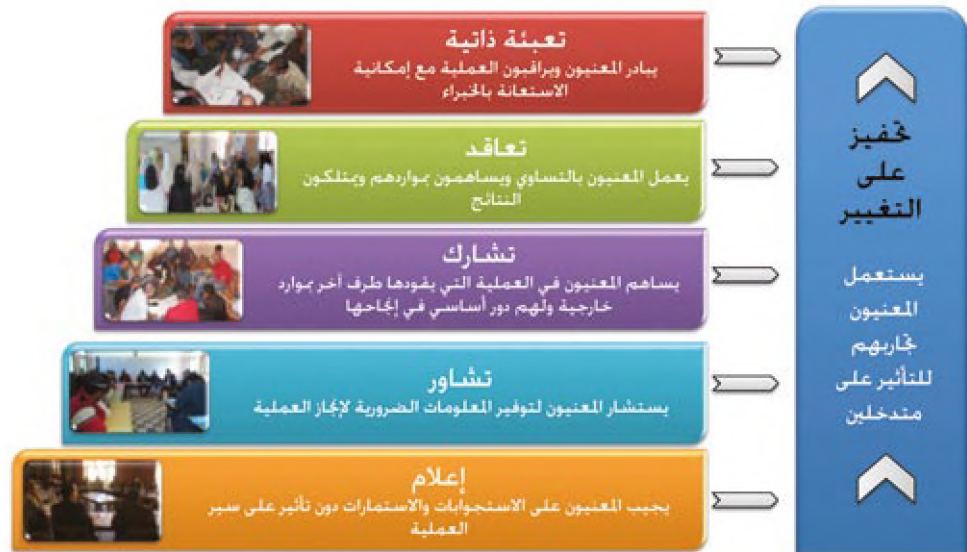 تعبئة ذاتية
يبادر المعنيون ويراقبون العملية مع إمكانية
الاستعانة بالخبراء
تعاقد
يعمل المعنيون بالتساوي ويساهمون بمواردهم ويمتلكون
النتائج
تشارك
يساهم المعنيون في العملية التي يقودها طرف آخر بموارد
خارجية ولهم دور أساسي في إنجاحها
تشاور
يستشار المعنيون لتوفير المعلومات الضرورية لإنجاز العملية
إعلام
يجيب المعنيون على الاستجوابات والاستمارات دون تأثير على سير
العملية
تحفيز
على
التغيير
يستعمل
المعنيون
تجاربهم
للتأثير على
متدخلين